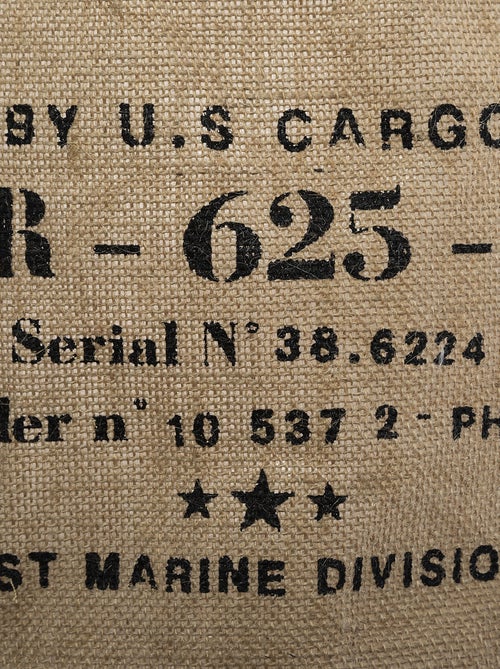 BY U.S CARGO
R - 625 -
Serial N° 38.6224
der n° 10 537 2 - PH
ST MARINE DIVISIO